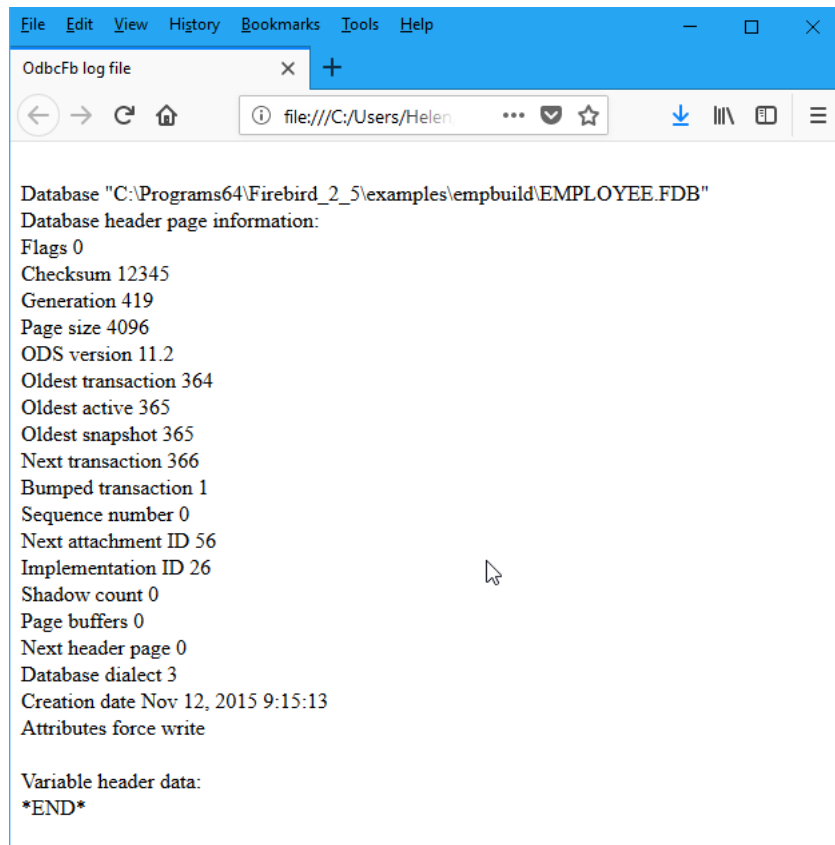 File Edit View History Bookmarks Tools Help
OdbcFb log file
file:///C:/Users/Helen
Database "C:\Programs64\Firebird_2_5\examples\empbuild\EMPLOYEE.FDB"
Database header page information:
Flags 0
Checksum 12345
Generation 419
Page size 4096
ODS version 11.2
Oldest transaction 364
Oldest active 365
Oldest snapshot 365
Next transaction 366
Bumped transaction 1
Sequence number 0
Next attachment ID 56
Implementation ID 26
Shadow count 0
Page buffers 0
Next header page 0
Database dialect 3
Creation date Nov 12, 2015 9:15:13
Attributes force write
Variable header data:
*END*